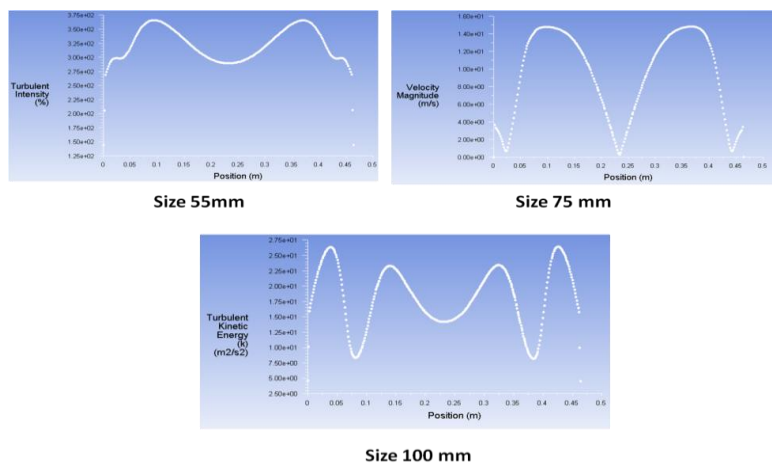 3.75e+02
3.50e+02
3.25e+02
3.00e+02
2.75e+02
2.50e+02
2.25e+02
2.00e+02
1.75e+02
1.50e+02
1.25e+02
Turbulent
Intensity
(%)
0 0.05 0.1 0.15 0.2 0.25 0.3 0.35 0.4 0.45 0.5
Position (m)
1.60e+01
1.40e+01
1.20e+01
1.00e+01
8.00e+00
6.00e+00
4.00e+00
2.00e+00
0.00e+00
Velocity
Magnitude
(m/s)
0 0.05 0.1 0.15 0.2 0.25 0.3 0.35 0.4 0.45 0.5
Position (m)
Size 55mm
Size 75 mm
2.75e+01
2.50e+01
2.25e+01
2.00e+01
1.75e+01
1.50e+01
1.25e+01
1.00e+01
7.50e+00
5.00e+00
2.50e+00
Turbulent
Kinetic
Energy
(k)
(m2/s2)
0 0.05 0.1 0.15 0.2 0.25 0.3 0.35 0.4 0.45 0.5
Position (m)
Size 100 mm